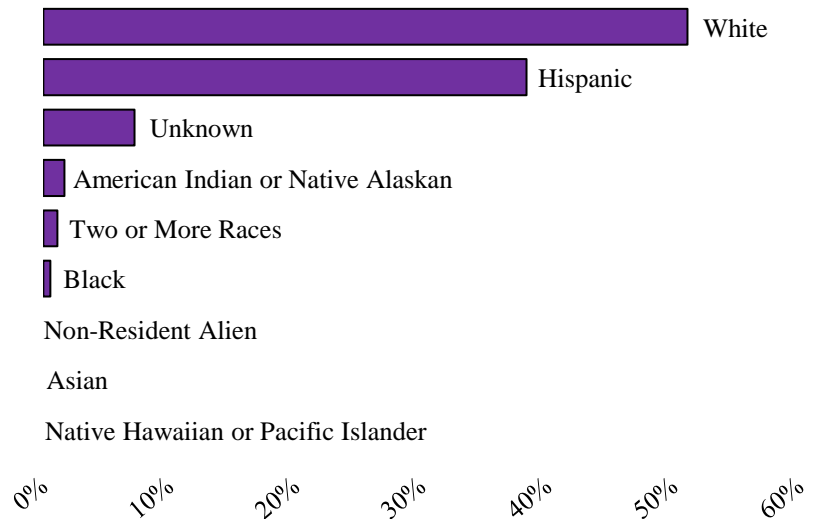 White
Hispanic
Unknown
American Indian or Native Alaskan
Two or More Races
Black
Non-Resident Alien
Asian
Native Hawaiian or Pacific Islander
0% 10% 20% 30% 40% 50% 60%